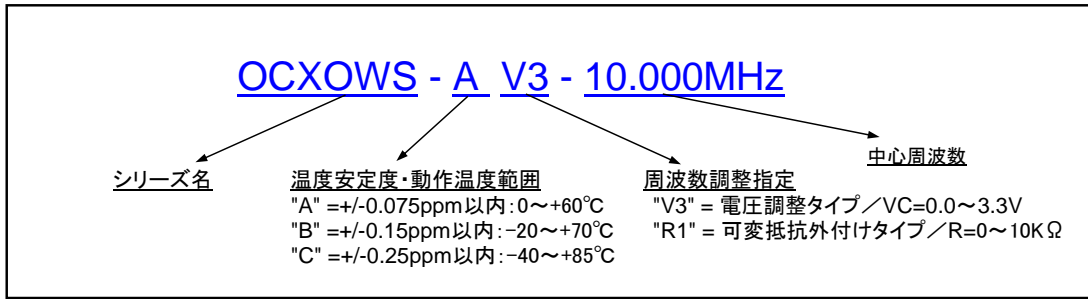 OCXOWS - A V3 - 10.000MHz
中心周波数
シリーズ名
温度安定度・動作温度範囲
"A" =+/-0.075ppm以内：0～+60℃
"B" =+/-0.15ppm以内：-20～+70℃
"C" =+/-0.25ppm以内：-40～+85℃
周波数調整指定
"V3" = 電圧調整タイプ／VC=0.0～3.3V
"R1" = 可変抵抗外付けタイプ／R=0～10KΩ